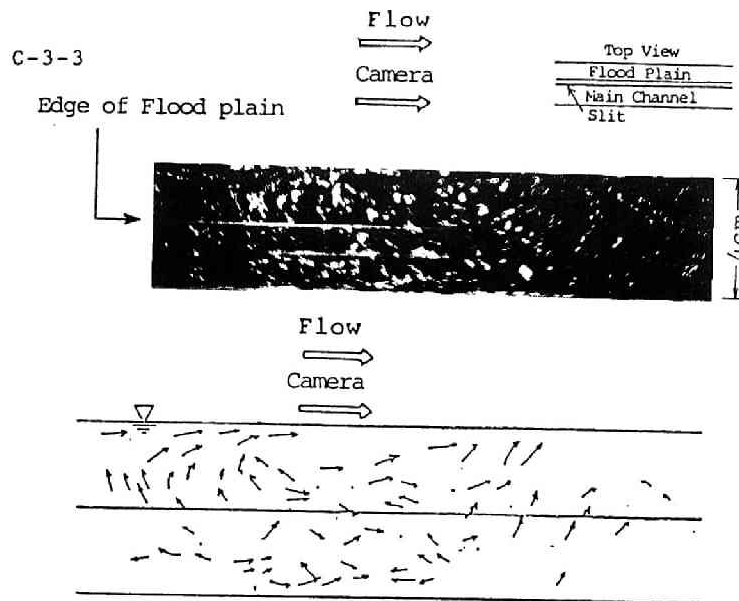 Flow
C-3-3
Camera
Top View
Flood Plain
Main Channel
Slit
Edge of Flood plain
Flow
Camera